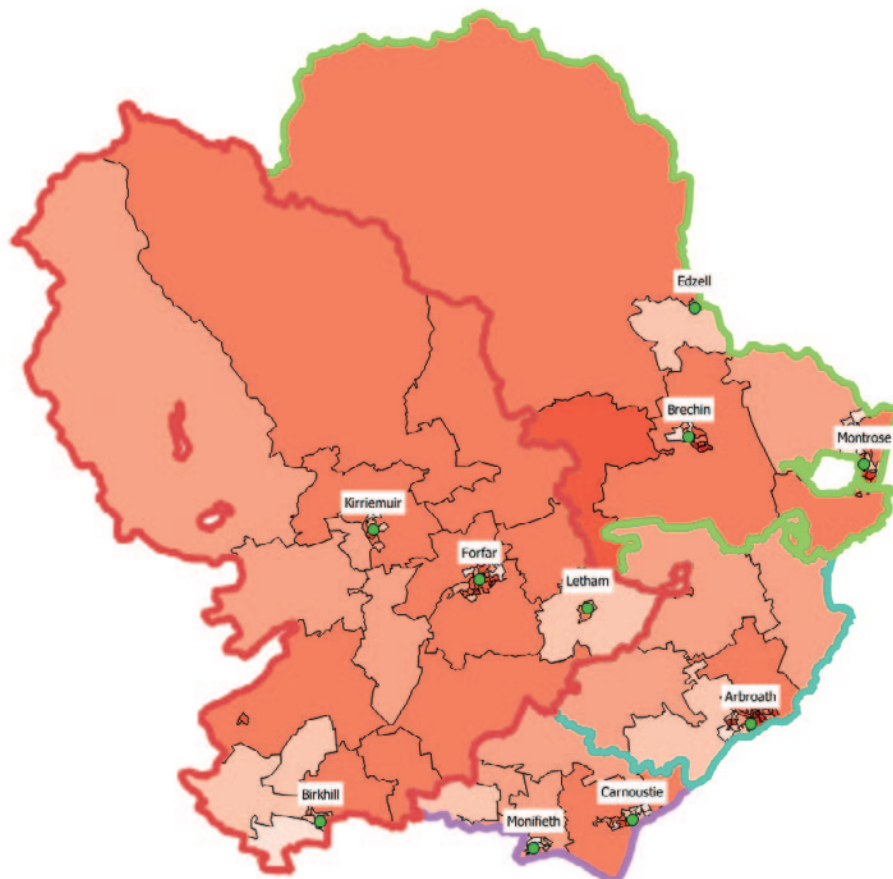 Edzell
Brechin
Montrose
Kirriemuir
Forfar
Letham
Arbroath
Birkhill
Carnoustie
Monifieth